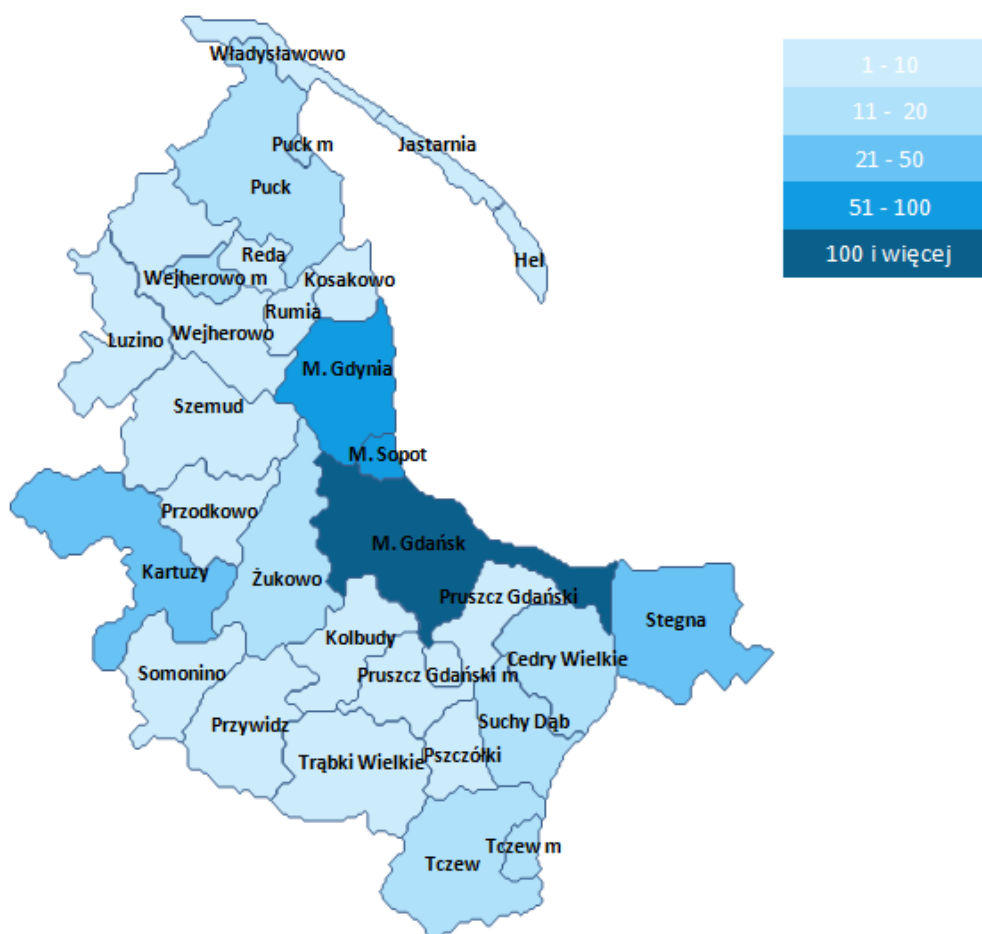 Władysławowo
1 - 10
11 - 20
Puck m
Jastarnia
21 - 50
Puck
51 - 100
Reda
100 i więcej
Hel
Wejherowo m
Kosakowo
Rumia
Luzino
Wejherowo
M. Gdynia
Szemud
M. Sopot
Przodkowo
M. Gdańsk
Kartuzy
Żukowo
Pruszcz Gdański
Stegna
Kolbudy
Cedry Wielkie
Somonino
Pruszcz Gdański m
Przywidz
Suchy Dąb
Trąbki Wielkie
Pszczółki
Tczew m
Tczew